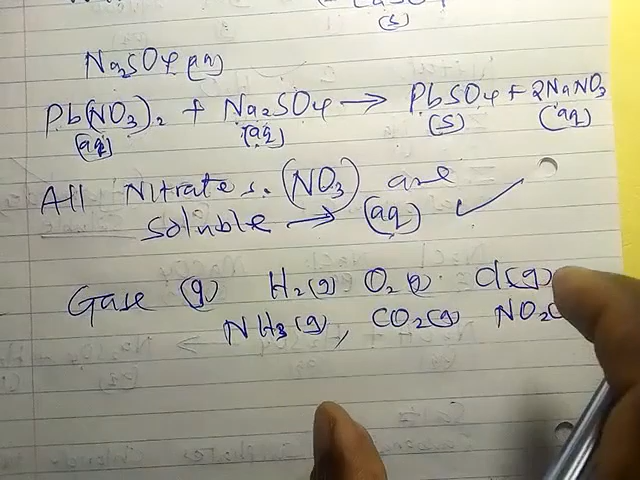 (s)
Na₂SO₄ (aq)
Pb(NO₃)₂ + Na₂SO₄ → PbSO₄ + 2NaNO₃
(aq) (aq) (s) (aq)
All Nitrates. (NO₃) are
soluble → (aq) ✓
Gase (g) H₂(g) O₂(g) Cl(g)
NH₃(g), CO₂(g) NO₂(